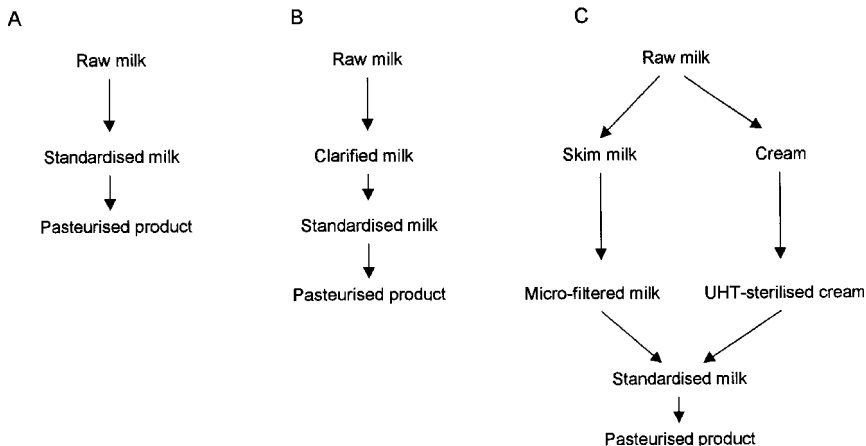 A
Raw milk
Standardised milk
Pasteurised product
B
Raw milk
Clarified milk
Standardised milk
Pasteurised product
C
Raw milk
Skim milk
Cream
Micro-filtered milk
UHT-sterilised cream
Standardised milk
Pasteurised product